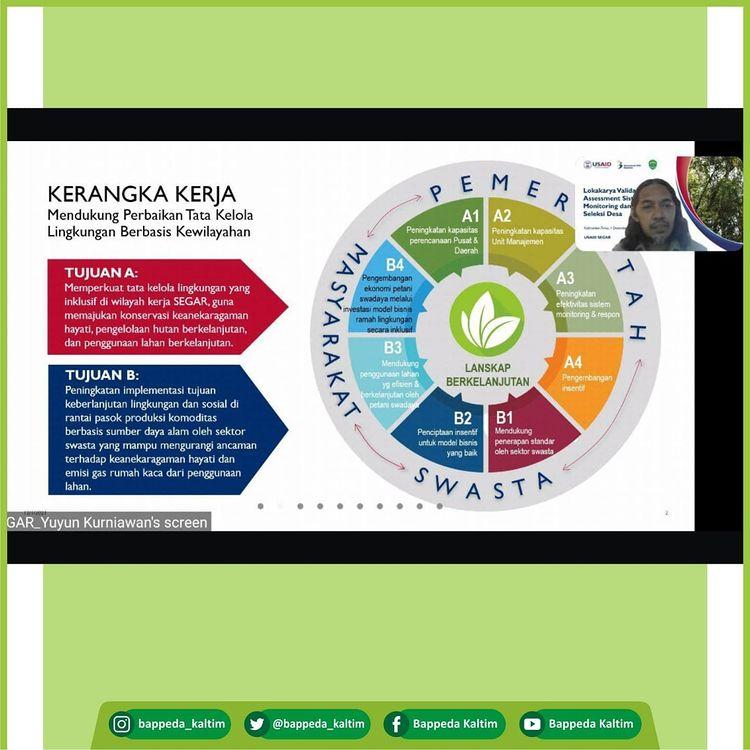 KERANGKA KERJA
Mendukung Perbaikan Tata Kelola
Lingkungan Berbasis Kewilayahan
TUJUAN A:
Memperkuat tata kelola lingkungan yang
inklusif di wilayah kerja SEGAR, guna
memajukan konservasi keanekaragaman
hayati, pengelolaan hutan berkelanjutan,
dan penggunaan lahan berkelanjutan.
TUJUAN B:
Peningkatan implementasi tujuan
keberlanjutan lingkungan dan sosial di
rantai pasok produksi komoditas
berbasis sumber daya alam oleh sektor
swasta yang mampu mengurangi ancaman
terhadap keanekaragaman hayati dan
emisi gas rumah kaca dari penggunaan
lahan.
PEMER
TAH
SWASTA
MASYARAKAT
A1
Peningkatan kapasitas
perencanaan Pusat &
Daerah
A2
Peningkatan kapasitas
Unit Manajemen
A3
Peningkatan
efektivitas sistem
monitoring & respon
A4
Pengembangan
insentif
B1
Mendukung
penerapan standar
oleh sektor swasta
B2
Penciptaan insentif
untuk model bisnis
yang baik
B3
Mendukung
penggunaan lahan
yg efisien &
berkelanjutan oleh
petani swadaya
B4
Pengembangan
ekonomi petani
swadaya melalui
investasi model bisnis
ramah lingkungan
secara inklusif
LANSKAP
BERKELANJUTAN
USAID
Lokakarya Valida
Assessment Sis
Monitoring dan
Seleksi Desa
USAID SEGAR
2
GAR_Yuyun Kurniawan's screen
bappeda_kaltim
@bappeda_kaltim
Bappeda Kaltim
Bappeda Kaltim